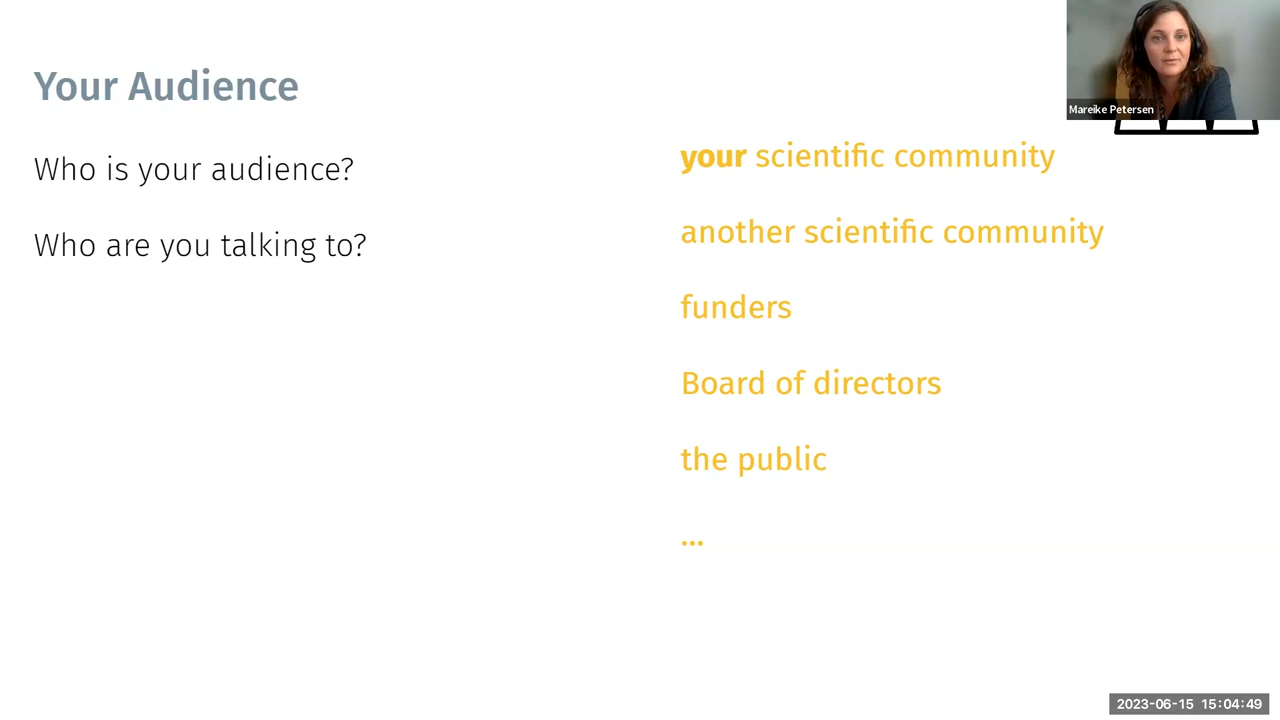 Your Audience
Who is your audience?
Who are you talking to?
your scientific community
another scientific community
funders
Board of directors
the public
...
Mareike Petersen
2023-06-15 15:04:49